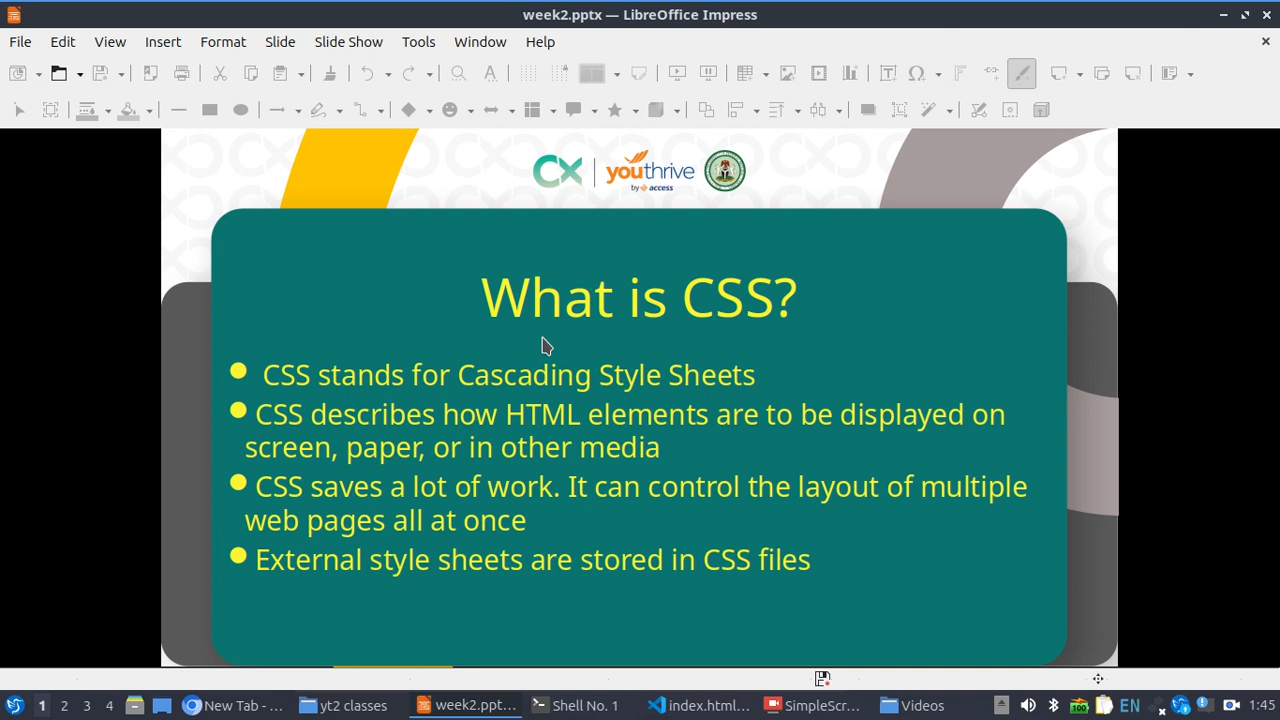 week2.pptx — LibreOffice Impress
File Edit View Insert Format Slide Slide Show Tools Window Help
CX youthrive
by access
What is CSS?
CSS stands for Cascading Style Sheets
CSS describes how HTML elements are to be displayed on
screen, paper, or in other media
CSS saves a lot of work. It can control the layout of multiple
web pages all at once
External style sheets are stored in CSS files
1 2 3 4 New Tab - ... yt2 classes week2.ppt... Shell No. 1 index.html... SimpleScr... Videos 100 EN 1:45